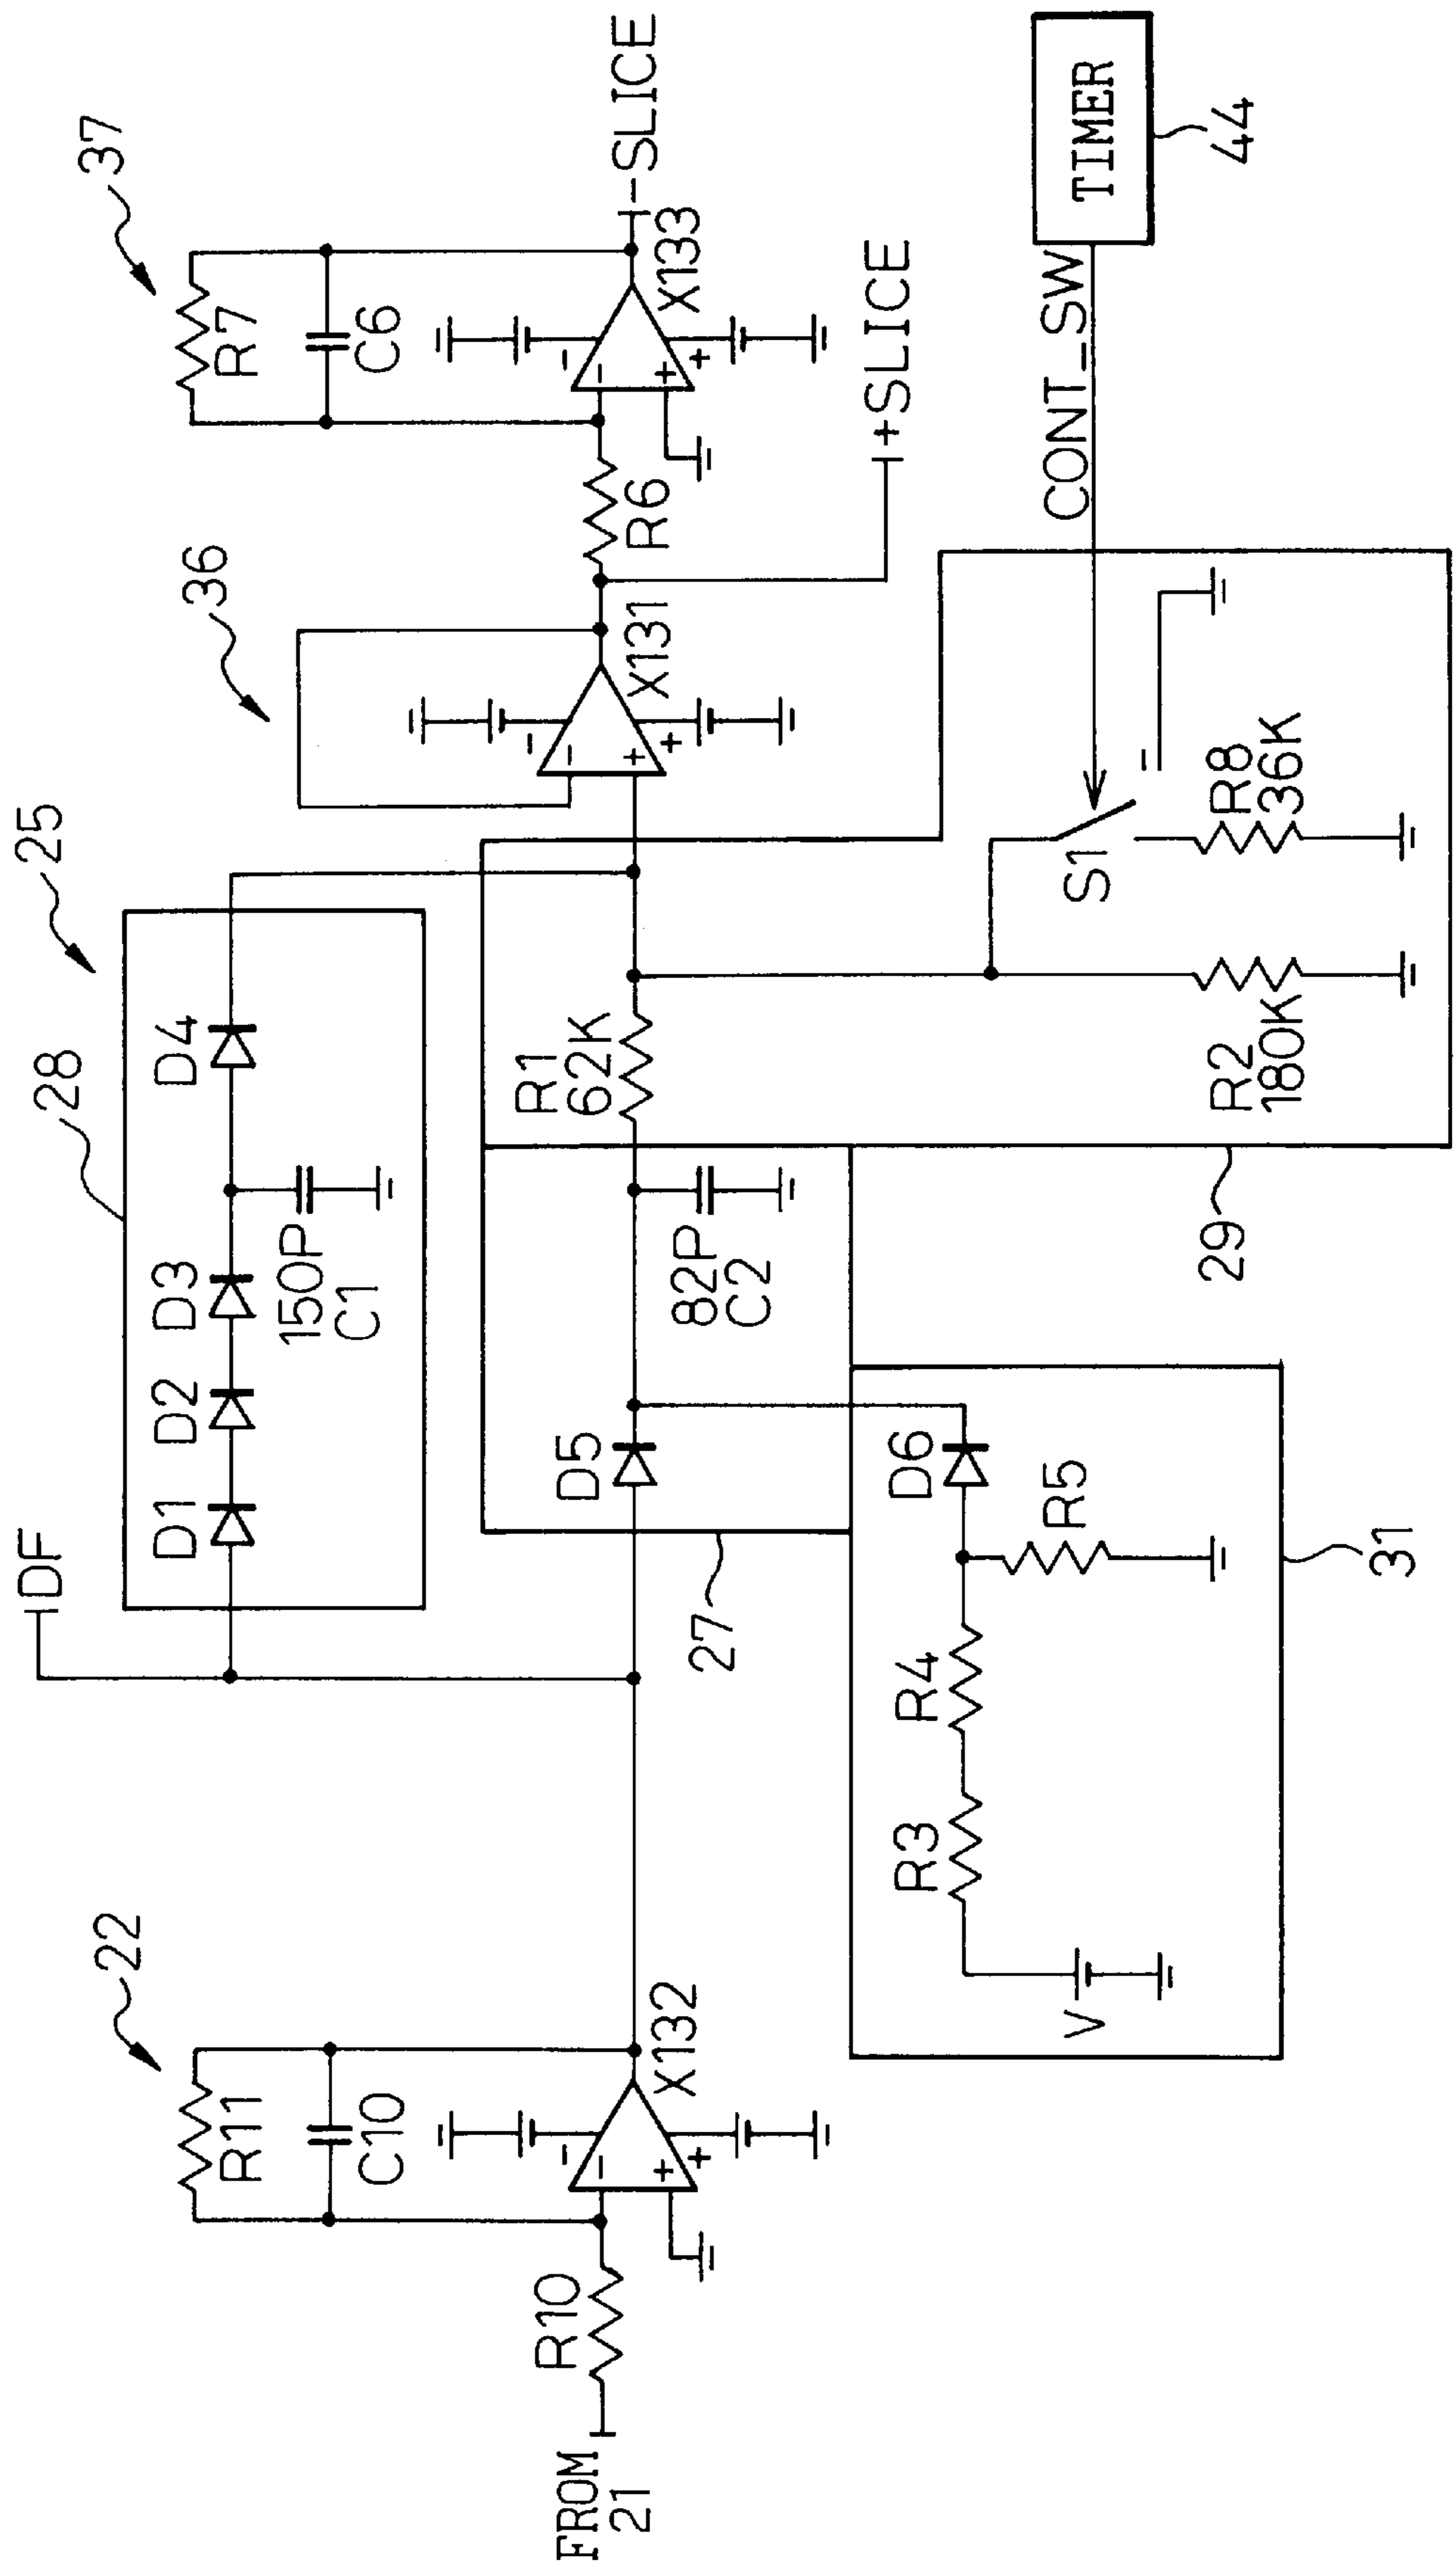 FROM
21
R10
22
R11
C10
X132
-
+
-
+
DF
25
28
D1
D2
D3
D4
150P
C1
27
D5
82P
C2
R1
62K
31
V
R3
R4
R5
D6
29
R2
180K
S1
R8
36K
CONT_SW
TIMER
44
36
X131
-
+
-
+
+SLICE
R6
37
R7
C6
X133
-
+
-
+
-SLICE